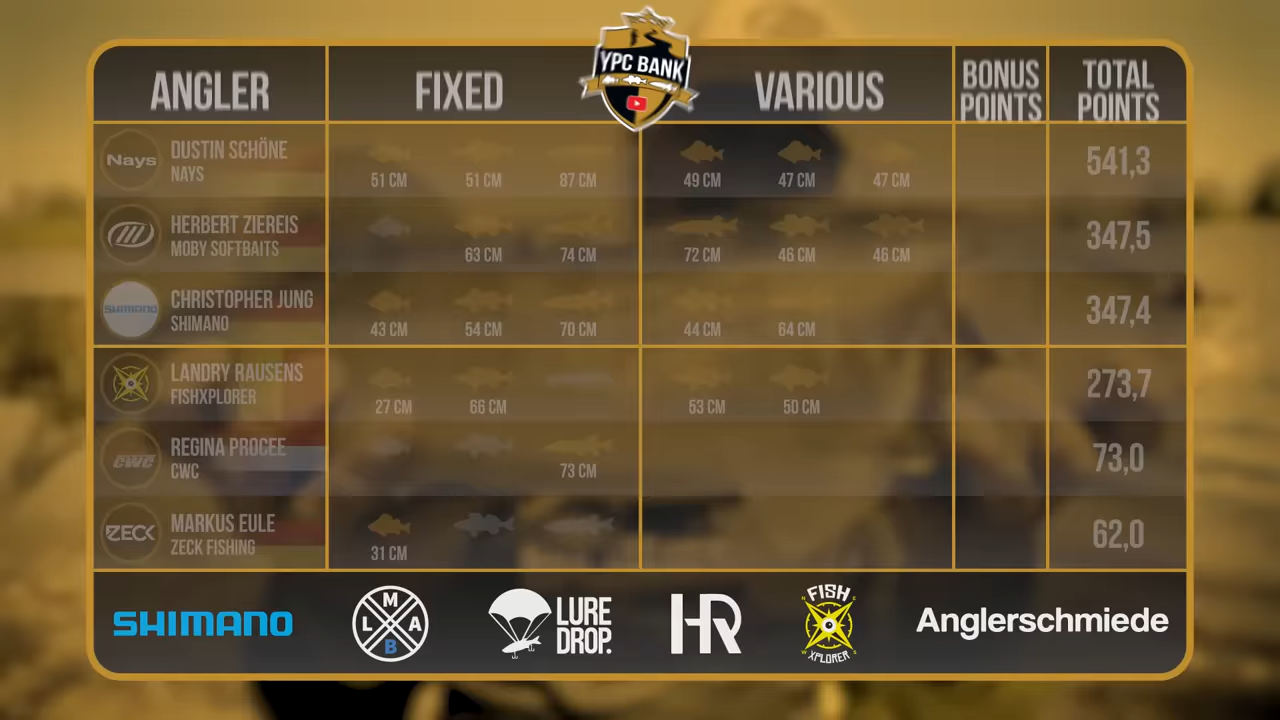 YPC BANK
ANGLER FIXED VARIOUS BONUS POINTS TOTAL POINTS
Nays DUSTIN SCHÖNE NAYS 51 CM 51 CM 87 CM 49 CM 47 CM 47 CM 541,3
HERBERT ZIEREIS MOBY SOFTBAITS 63 CM 74 CM 72 CM 46 CM 46 CM 347,5
SHIMANO CHRISTOPHER JUNG SHIMANO 43 CM 54 CM 70 CM 44 CM 64 CM 347,4
LANDRY RAUSENS FISHXPLORER 27 CM 66 CM 53 CM 50 CM 273,7
CWC REGINA PROCEE CWC 73 CM 73,0
ZECK MARKUS EULE ZECK FISHING 31 CM 62,0
SHIMANO M L A B LURE DROP. HR FISH XPLORER Anglerschmiede